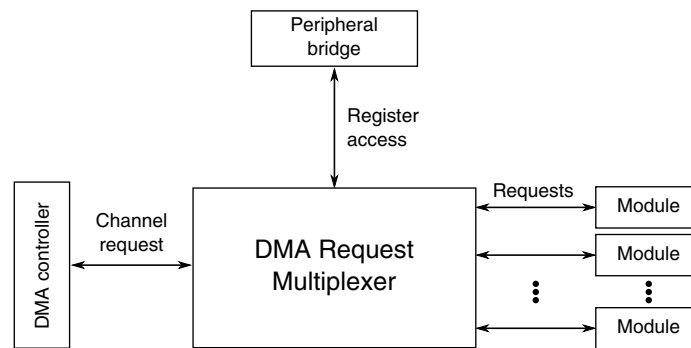 Peripheral
bridge
Register
access
Requests
Module
Channel
request
DMA controller
DMA Request
Multiplexer
Module
Module